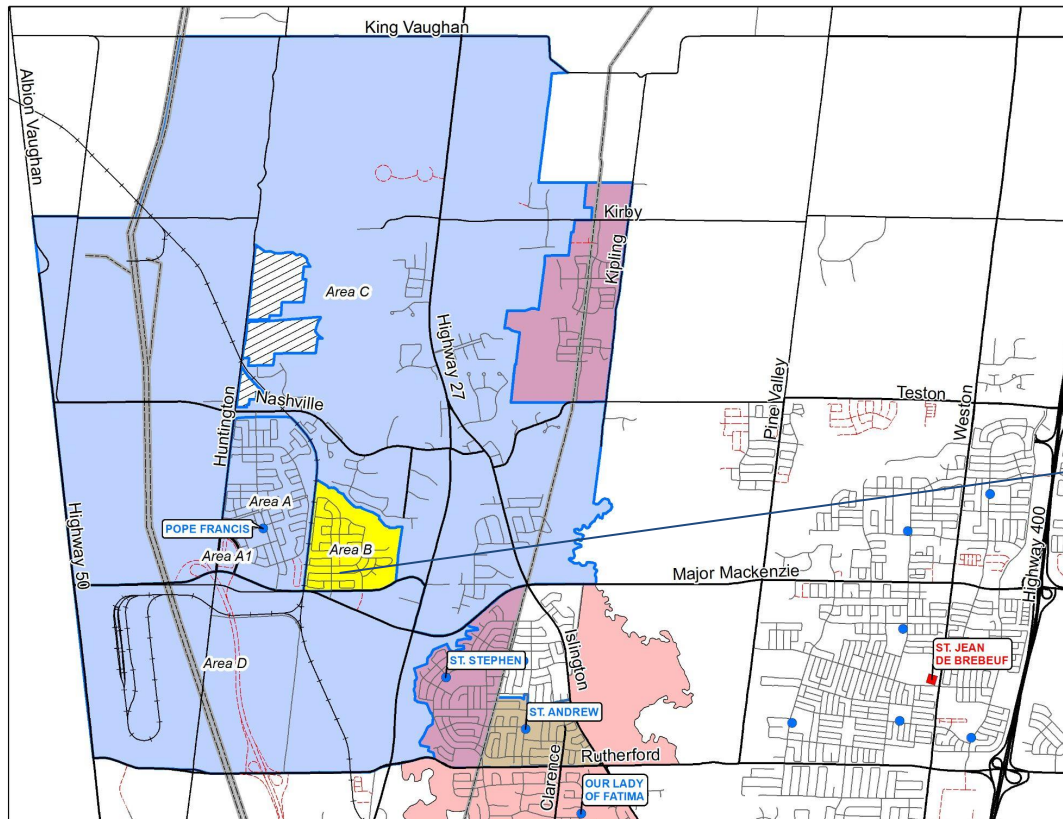 King Vaughan
Albion Vaughan
Kirby
Kipling
Area C
Highway 27
Pine Valley
Teston
Weston
Nashville
Huntington
Area A
POPE FRANCIS
Area B
Area A1
Highway 50
Highway 400
Major Mackenzie
Islington
ST. STEPHEN
ST. JEAN
DE BREBEUF
Area D
ST. ANDREW
Rutherford
Clarence
OUR LADY
OF FATIMA